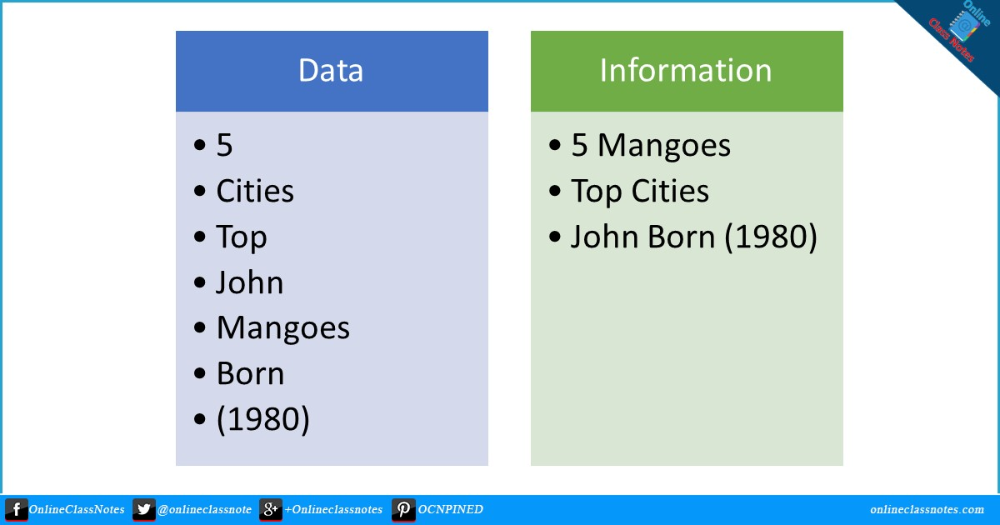 Online
Class Notes
Data
• 5
• Cities
• Top
• John
• Mangoes
• Born
• (1980)
Information
• 5 Mangoes
• Top Cities
• John Born (1980)
f OnlineClassNotes @onlineclassnote g+ +Onlineclassnotes OCNPINED onlineclassnotes.com